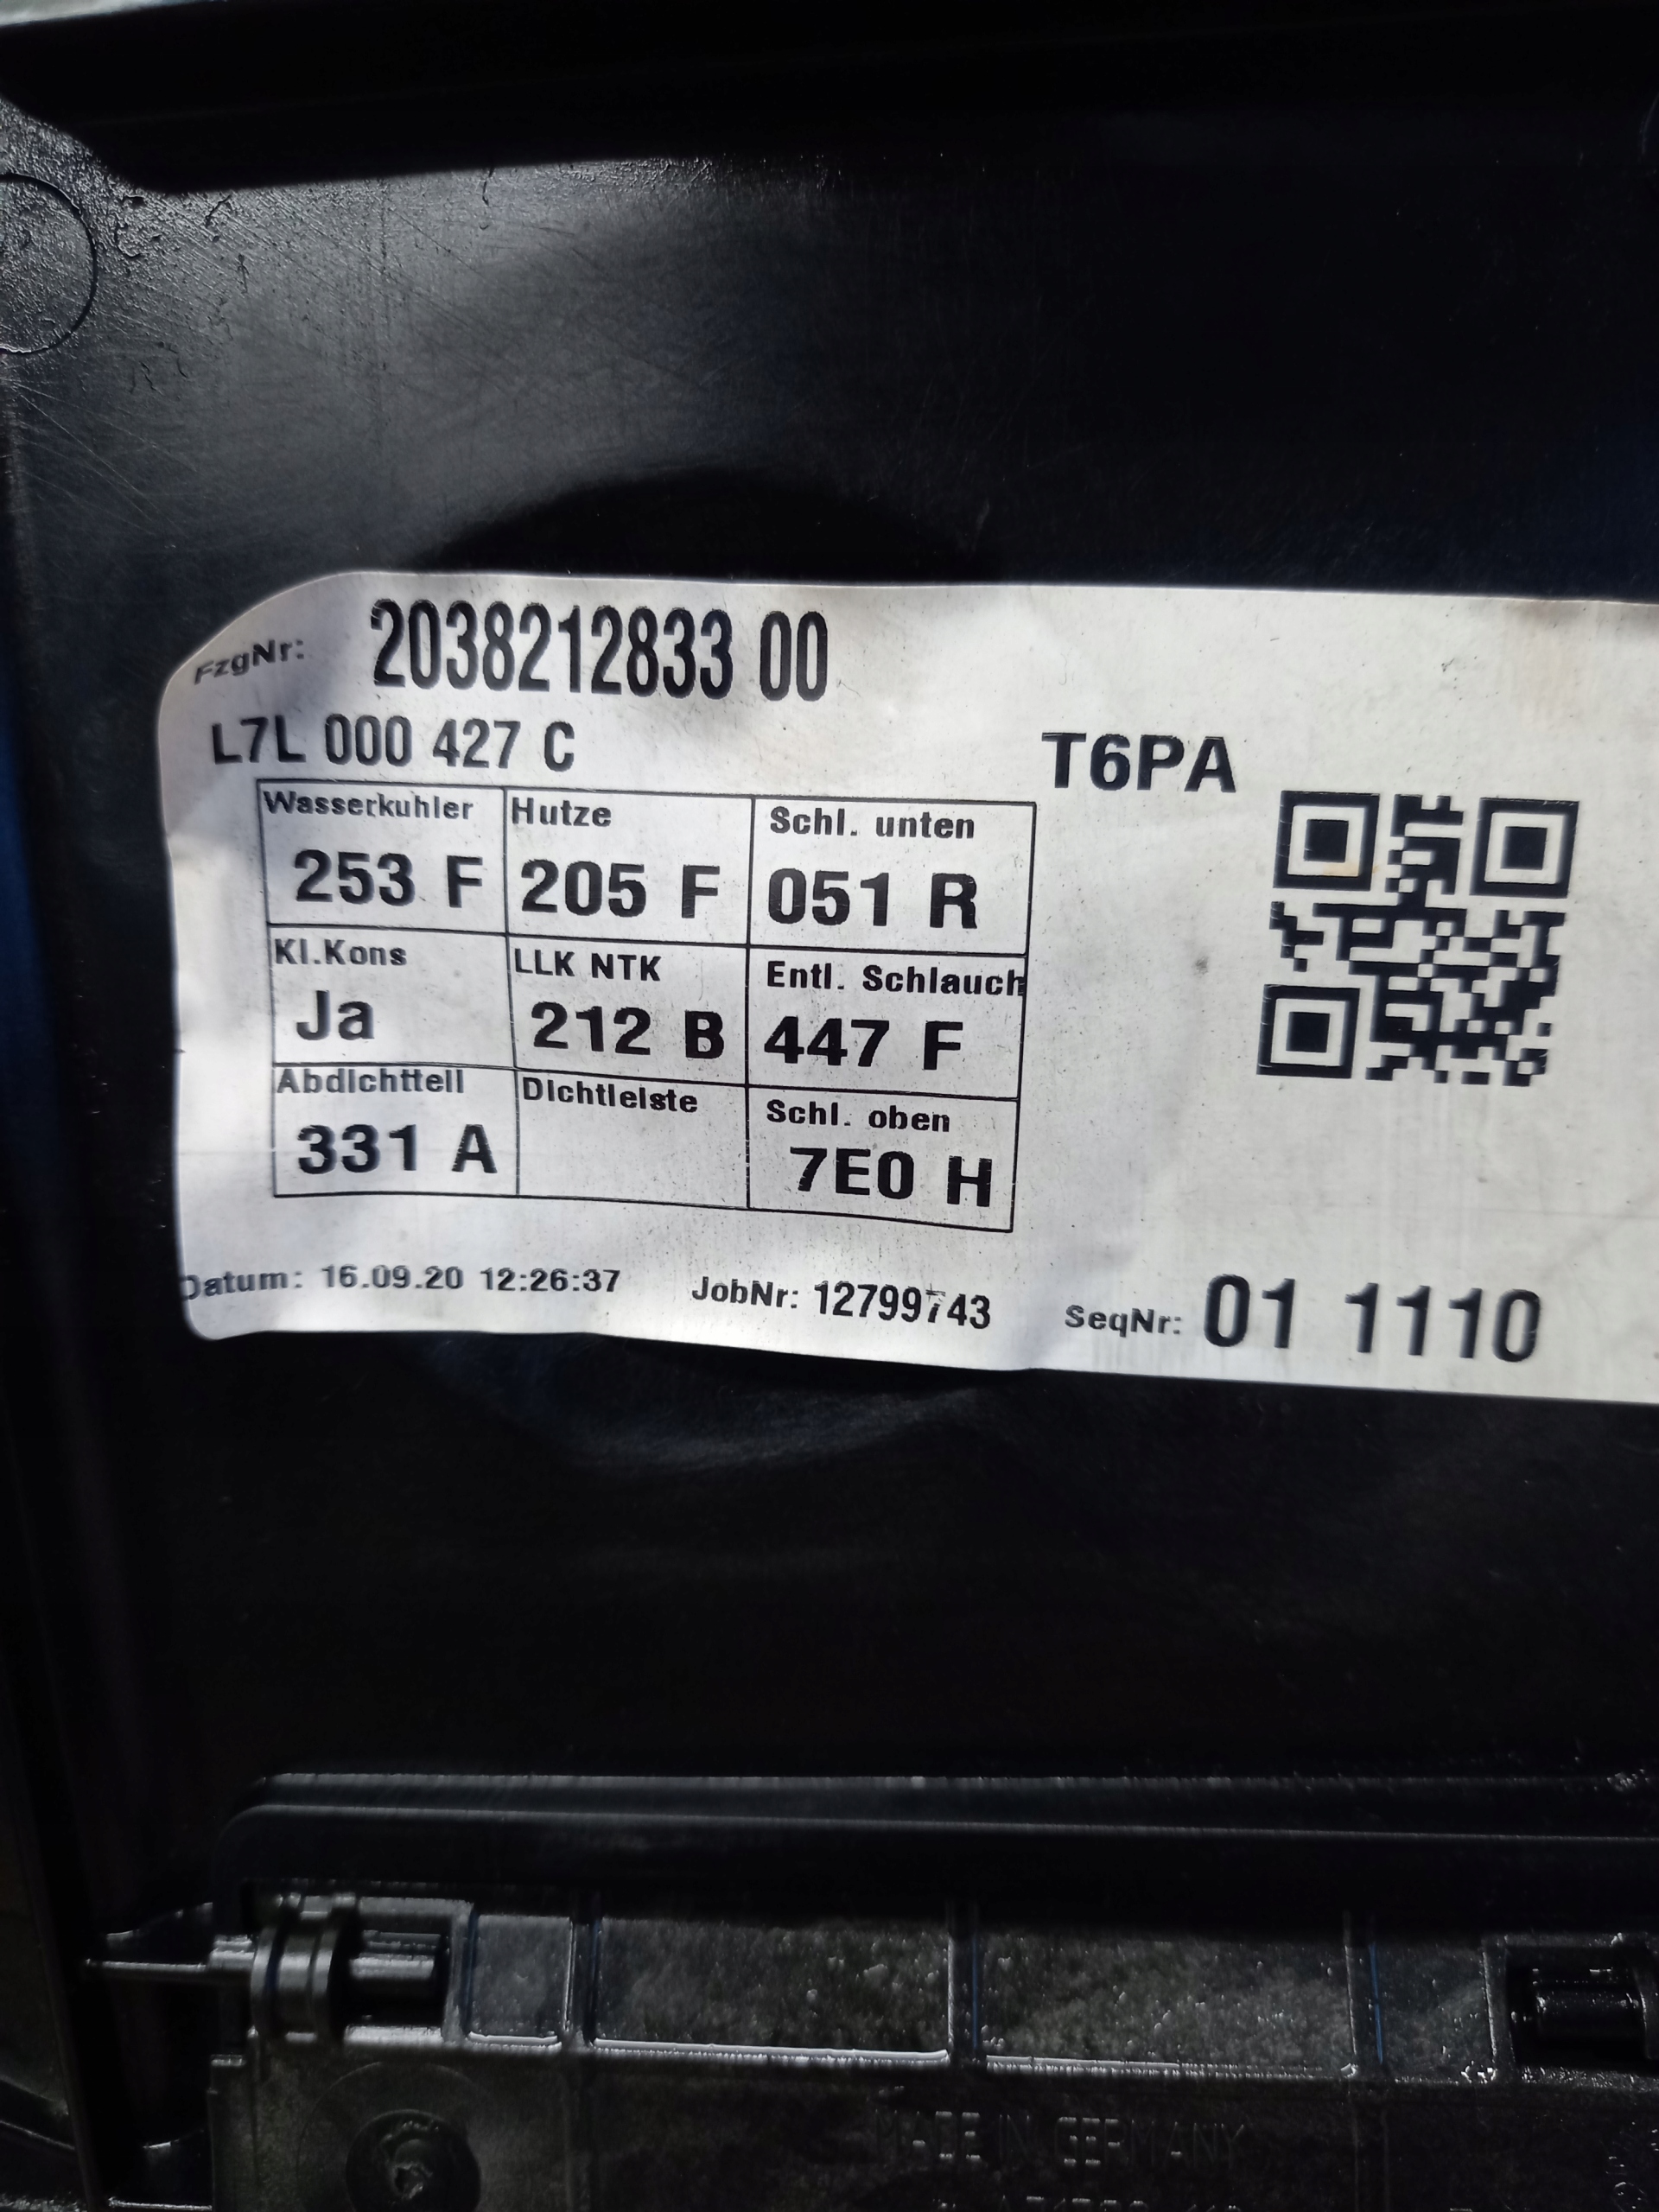 FzgNr: 2038212833 00
L7L 000 427 C
T6PA
Wasserkuhler Hutze Schl. unten
253 F 205 F 051 R
Kl.Kons LLK NTK Entl. Schlauch
Ja 212 B 447 F
Abdichtteil Dichtleiste Schl. oben
331 A 7E0 H
Datum: 16.09.20 12:26:37 JobNr: 12799743 SeqNr: 01 1110
MADE IN GERMANY